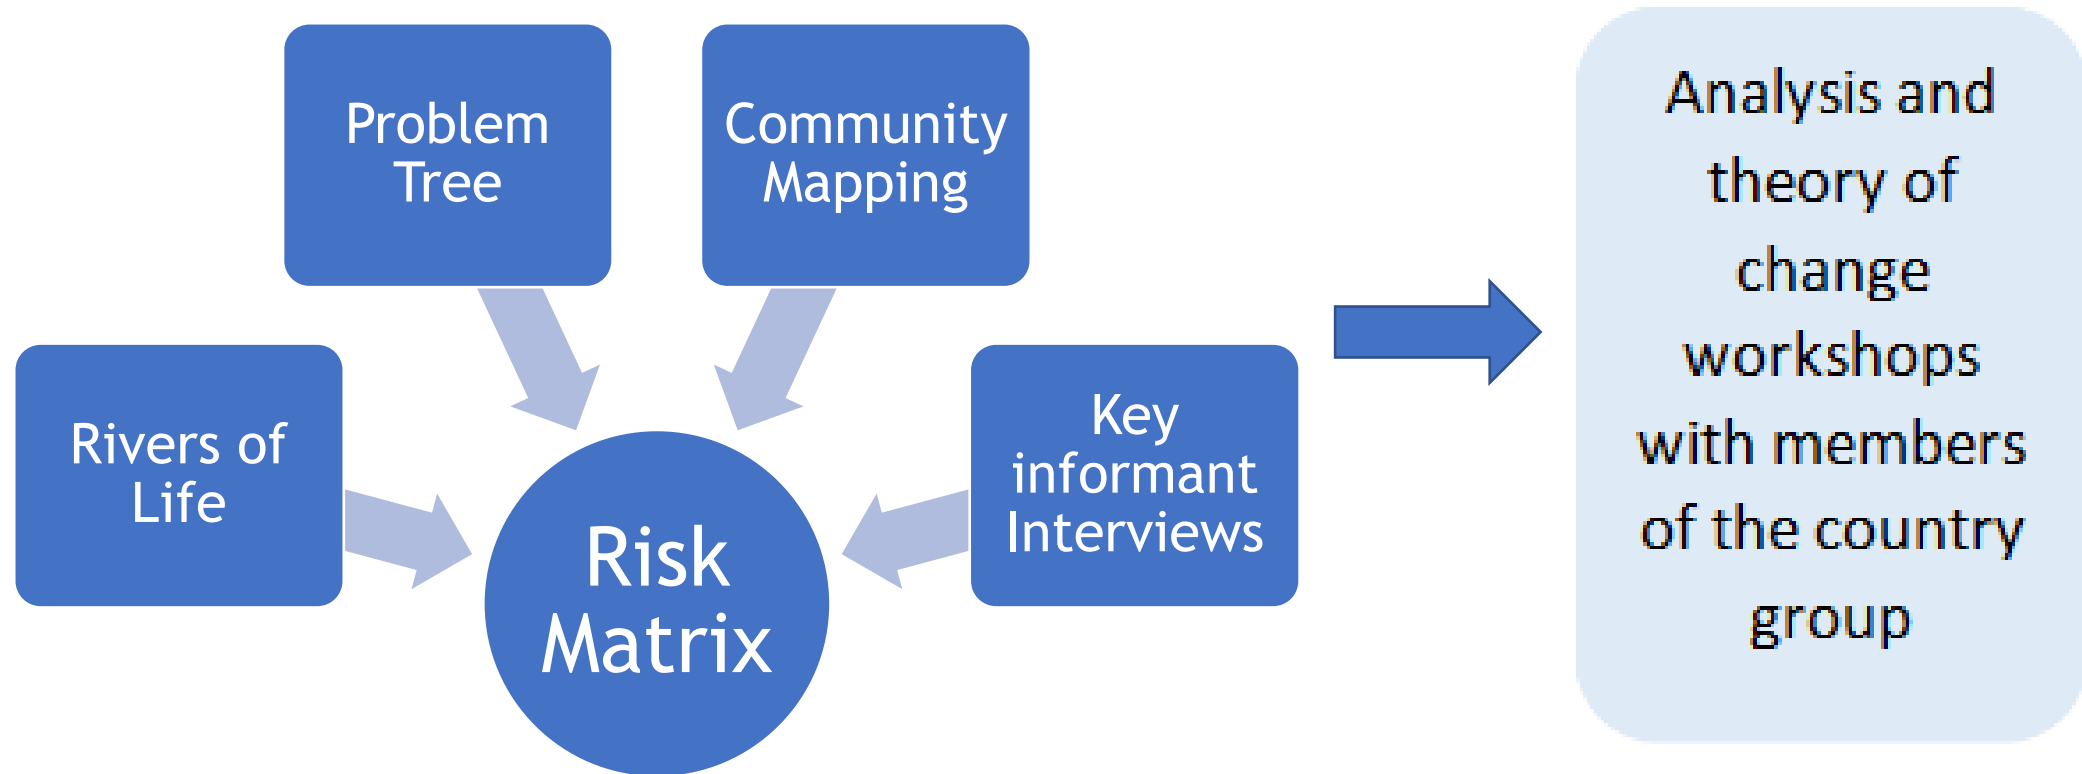 Problem
Tree
Community
Mapping
Rivers of
Life
Key
informant
Interviews
Risk
Matrix
Analysis and
theory of
change
workshops
with members
of the country
group